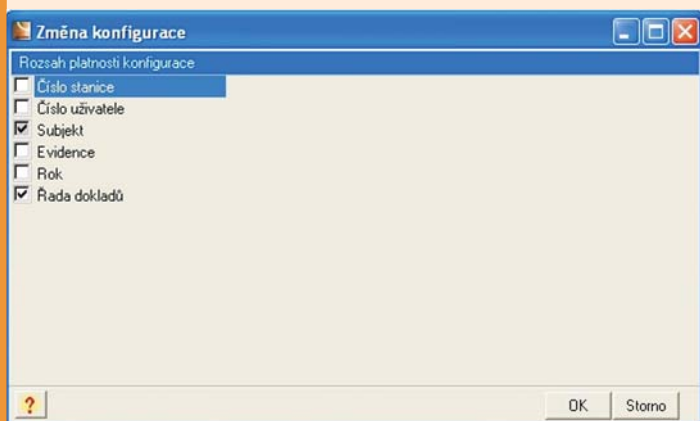 Změna konfigurace
Rozsah platnosti konfigurace
Číslo stanice
Číslo uživatele
Subjekt
Evidence
Rok
Řada dokladů
?
OK Storno